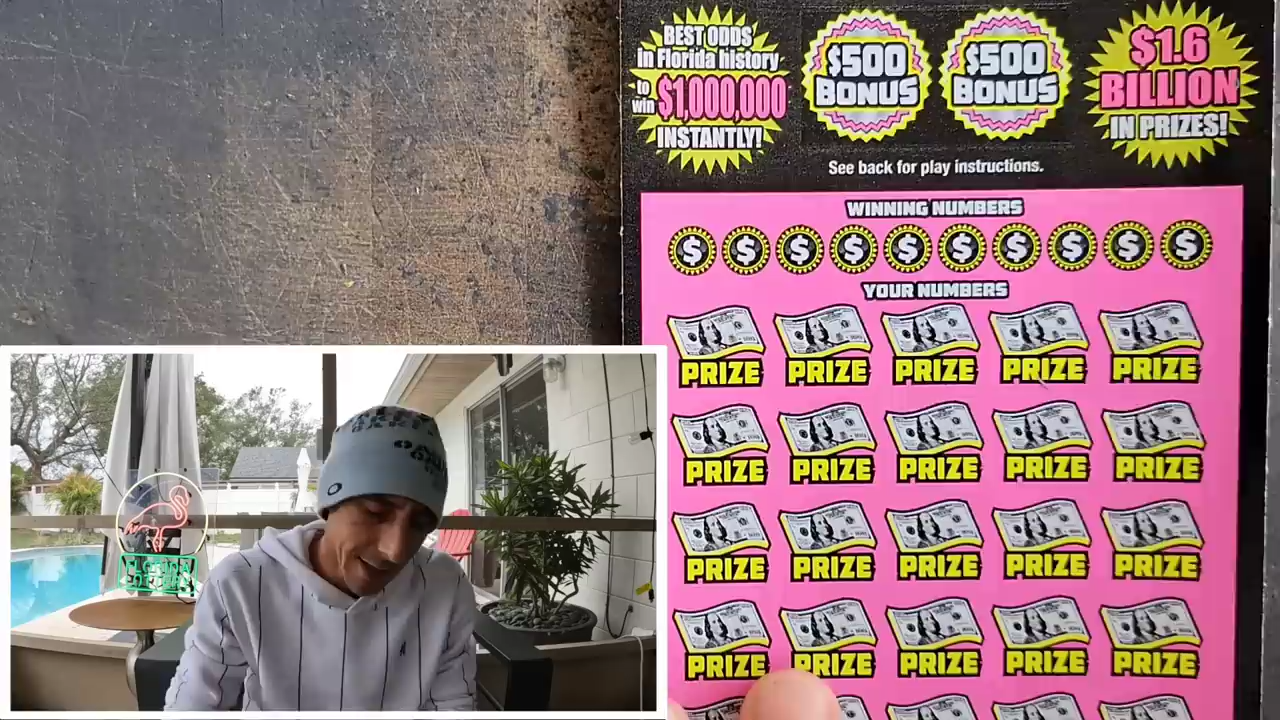 BEST ODDS
in Florida history
to win $1,000,000
INSTANTLY!
$500
BONUS
$500
BONUS
$1.6
BILLION
IN PRIZES!
See back for play instructions.
WINNING NUMBERS
$ $ $ $ $ $ $ $ $ $
YOUR NUMBERS
PRIZE PRIZE PRIZE PRIZE PRIZE
PRIZE PRIZE PRIZE PRIZE PRIZE
PRIZE PRIZE PRIZE PRIZE PRIZE
PRIZE PRIZE PRIZE PRIZE PRIZE
FLORIDA
LOTTERY